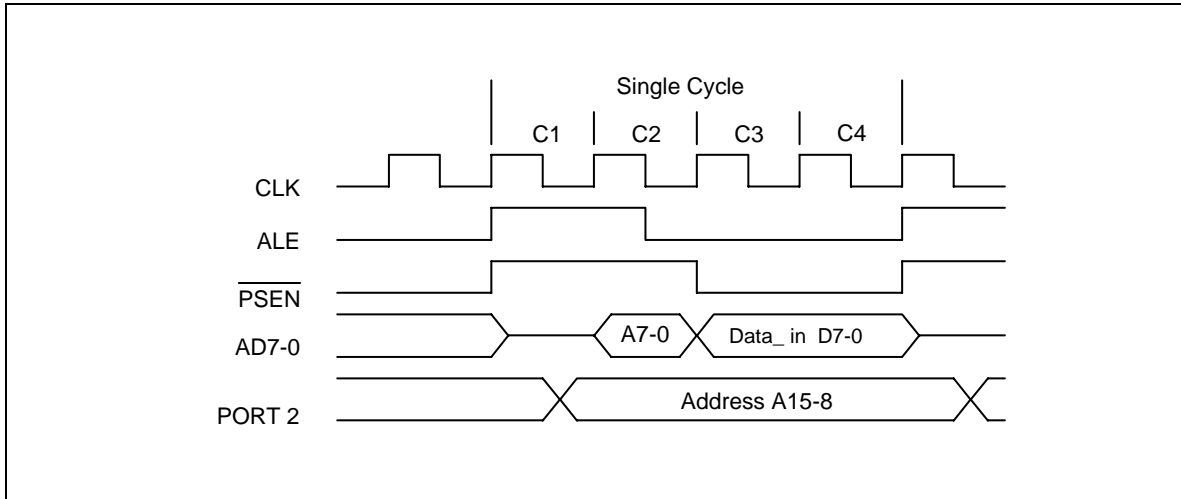 Single Cycle
C1 C2 C3 C4
CLK
ALE
PSEN
AD7-0 A7-0 Data_ in D7-0
PORT 2 Address A15-8